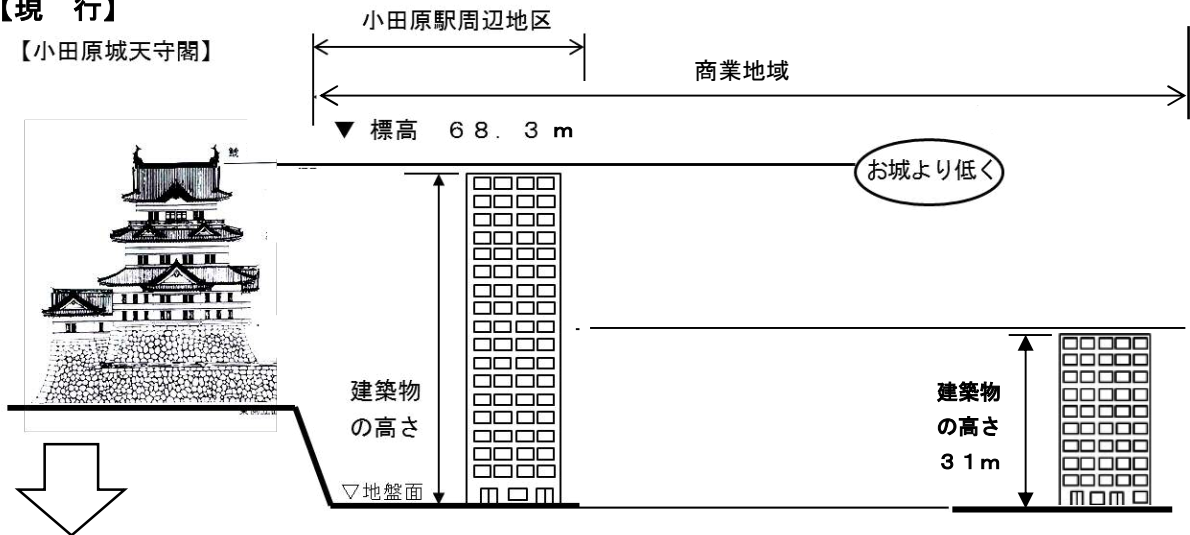 【現　行】
【小田原城天守閣】
小田原駅周辺地区
商業地域
▼ 標高　６８．３ｍ
鯱
お城より低く
建築物
の高さ
建築物
の高さ
３１ｍ
▽地盤面